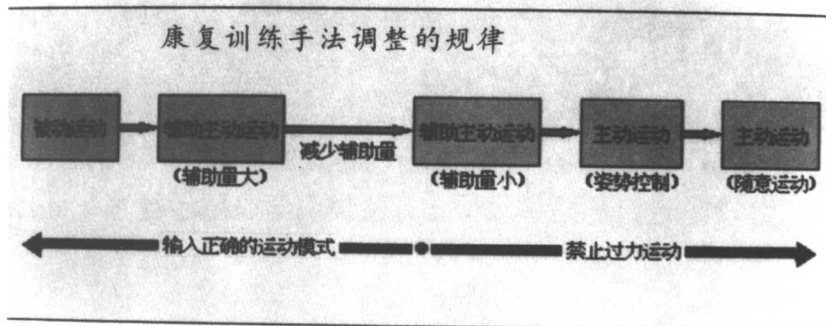 康复训练手法调整的规律
被动运动
辅助主动运动
(辅助量大)
减少辅助量
辅助主动运动
(辅助量小)
主动运动
(姿势控制)
主动运动
(随意运动)
输入正确的运动模式
禁止过力运动